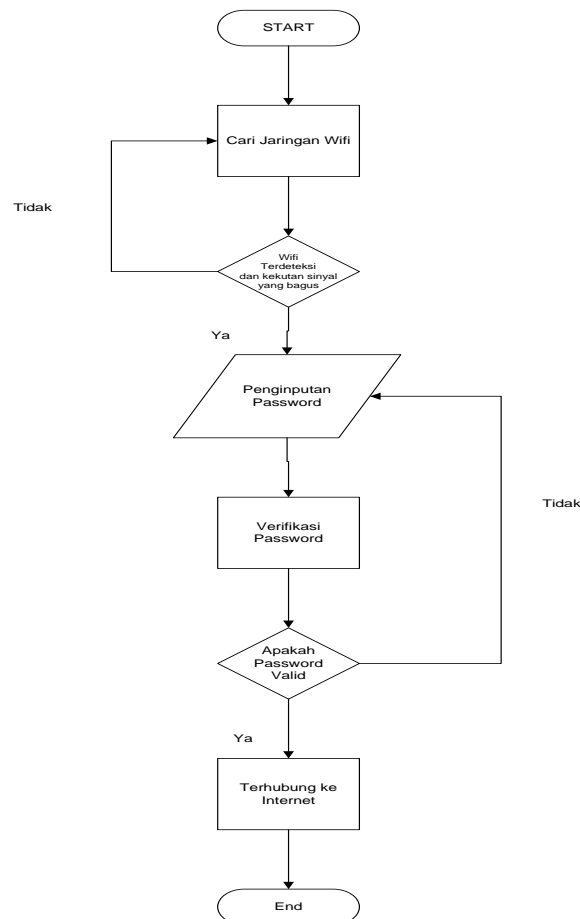 START
Cari Jaringan Wifi
Tidak
Wifi
Terdeteksi
dan kekutan sinyal
yang bagus
Ya
Penginputan
Password
Tidak
Verifikasi
Password
Apakah
Password
Valid
Ya
Terhubung ke
Internet
End